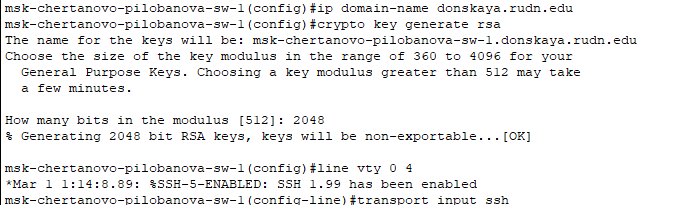 msk-chertanovo-pilobanova-sw-1(config)#ip domain-name donskaya.rudn.edu
msk-chertanovo-pilobanova-sw-1(config)#crypto key generate rsa
The name for the keys will be: msk-chertanovo-pilobanova-sw-1.donskaya.rudn.edu
Choose the size of the key modulus in the range of 360 to 4096 for your
  General Purpose Keys. Choosing a key modulus greater than 512 may take
  a few minutes.

How many bits in the modulus [512]: 2048
% Generating 2048 bit RSA keys, keys will be non-exportable...[OK]

msk-chertanovo-pilobanova-sw-1(config)#line vty 0 4
*Mar 1 1:14:8.89: %SSH-5-ENABLED: SSH 1.99 has been enabled
msk-chertanovo-pilobanova-sw-1(config-line)#transport input ssh